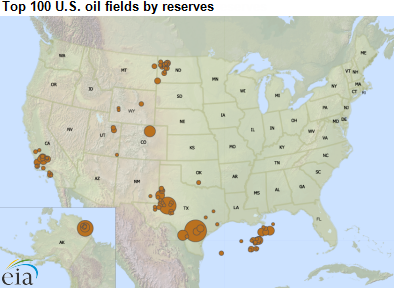 Top 100 U.S. oil fields by reserves
WA
MT
ND
MN
ME
OR
ID
SD
WI
MI
VT
NH
NY
MA
CT
RI
WY
NE
IA
PA
NJ
NV
UT
CO
IL
IN
OH
MD
CA
KS
MO
WV
VA
KY
NC
TN
AZ
NM
OK
AR
SC
MS
AL
GA
TX
LA
FL
AK
eia